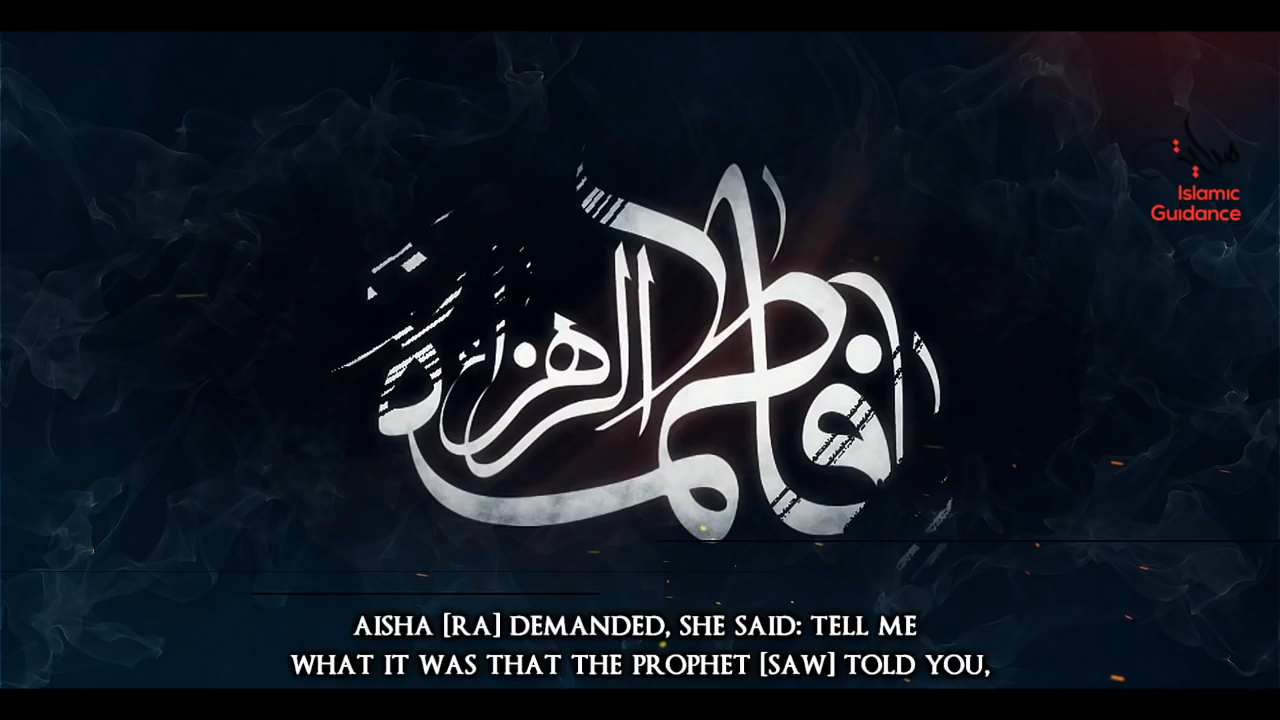 فاطمة الزهراء
Islamic
Guidance
AISHA [RA] DEMANDED, SHE SAID: TELL ME
WHAT IT WAS THAT THE PROPHET [SAW] TOLD YOU,